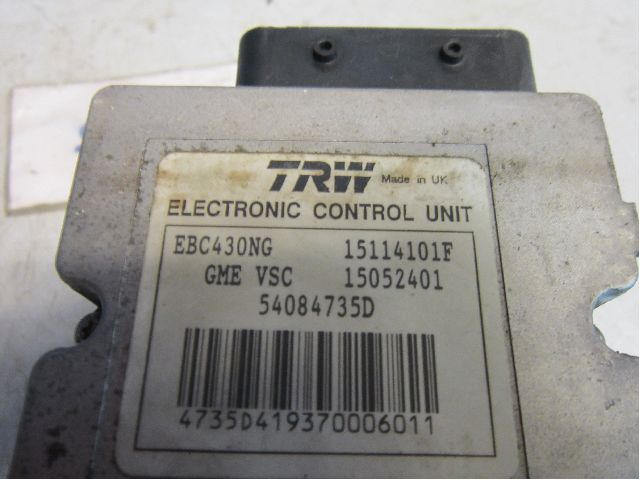 TRW Made in UK
ELECTRONIC CONTROL UNIT
EBC430NG 15114101F
GME VSC 15052401
54084735D
4735D419370006011